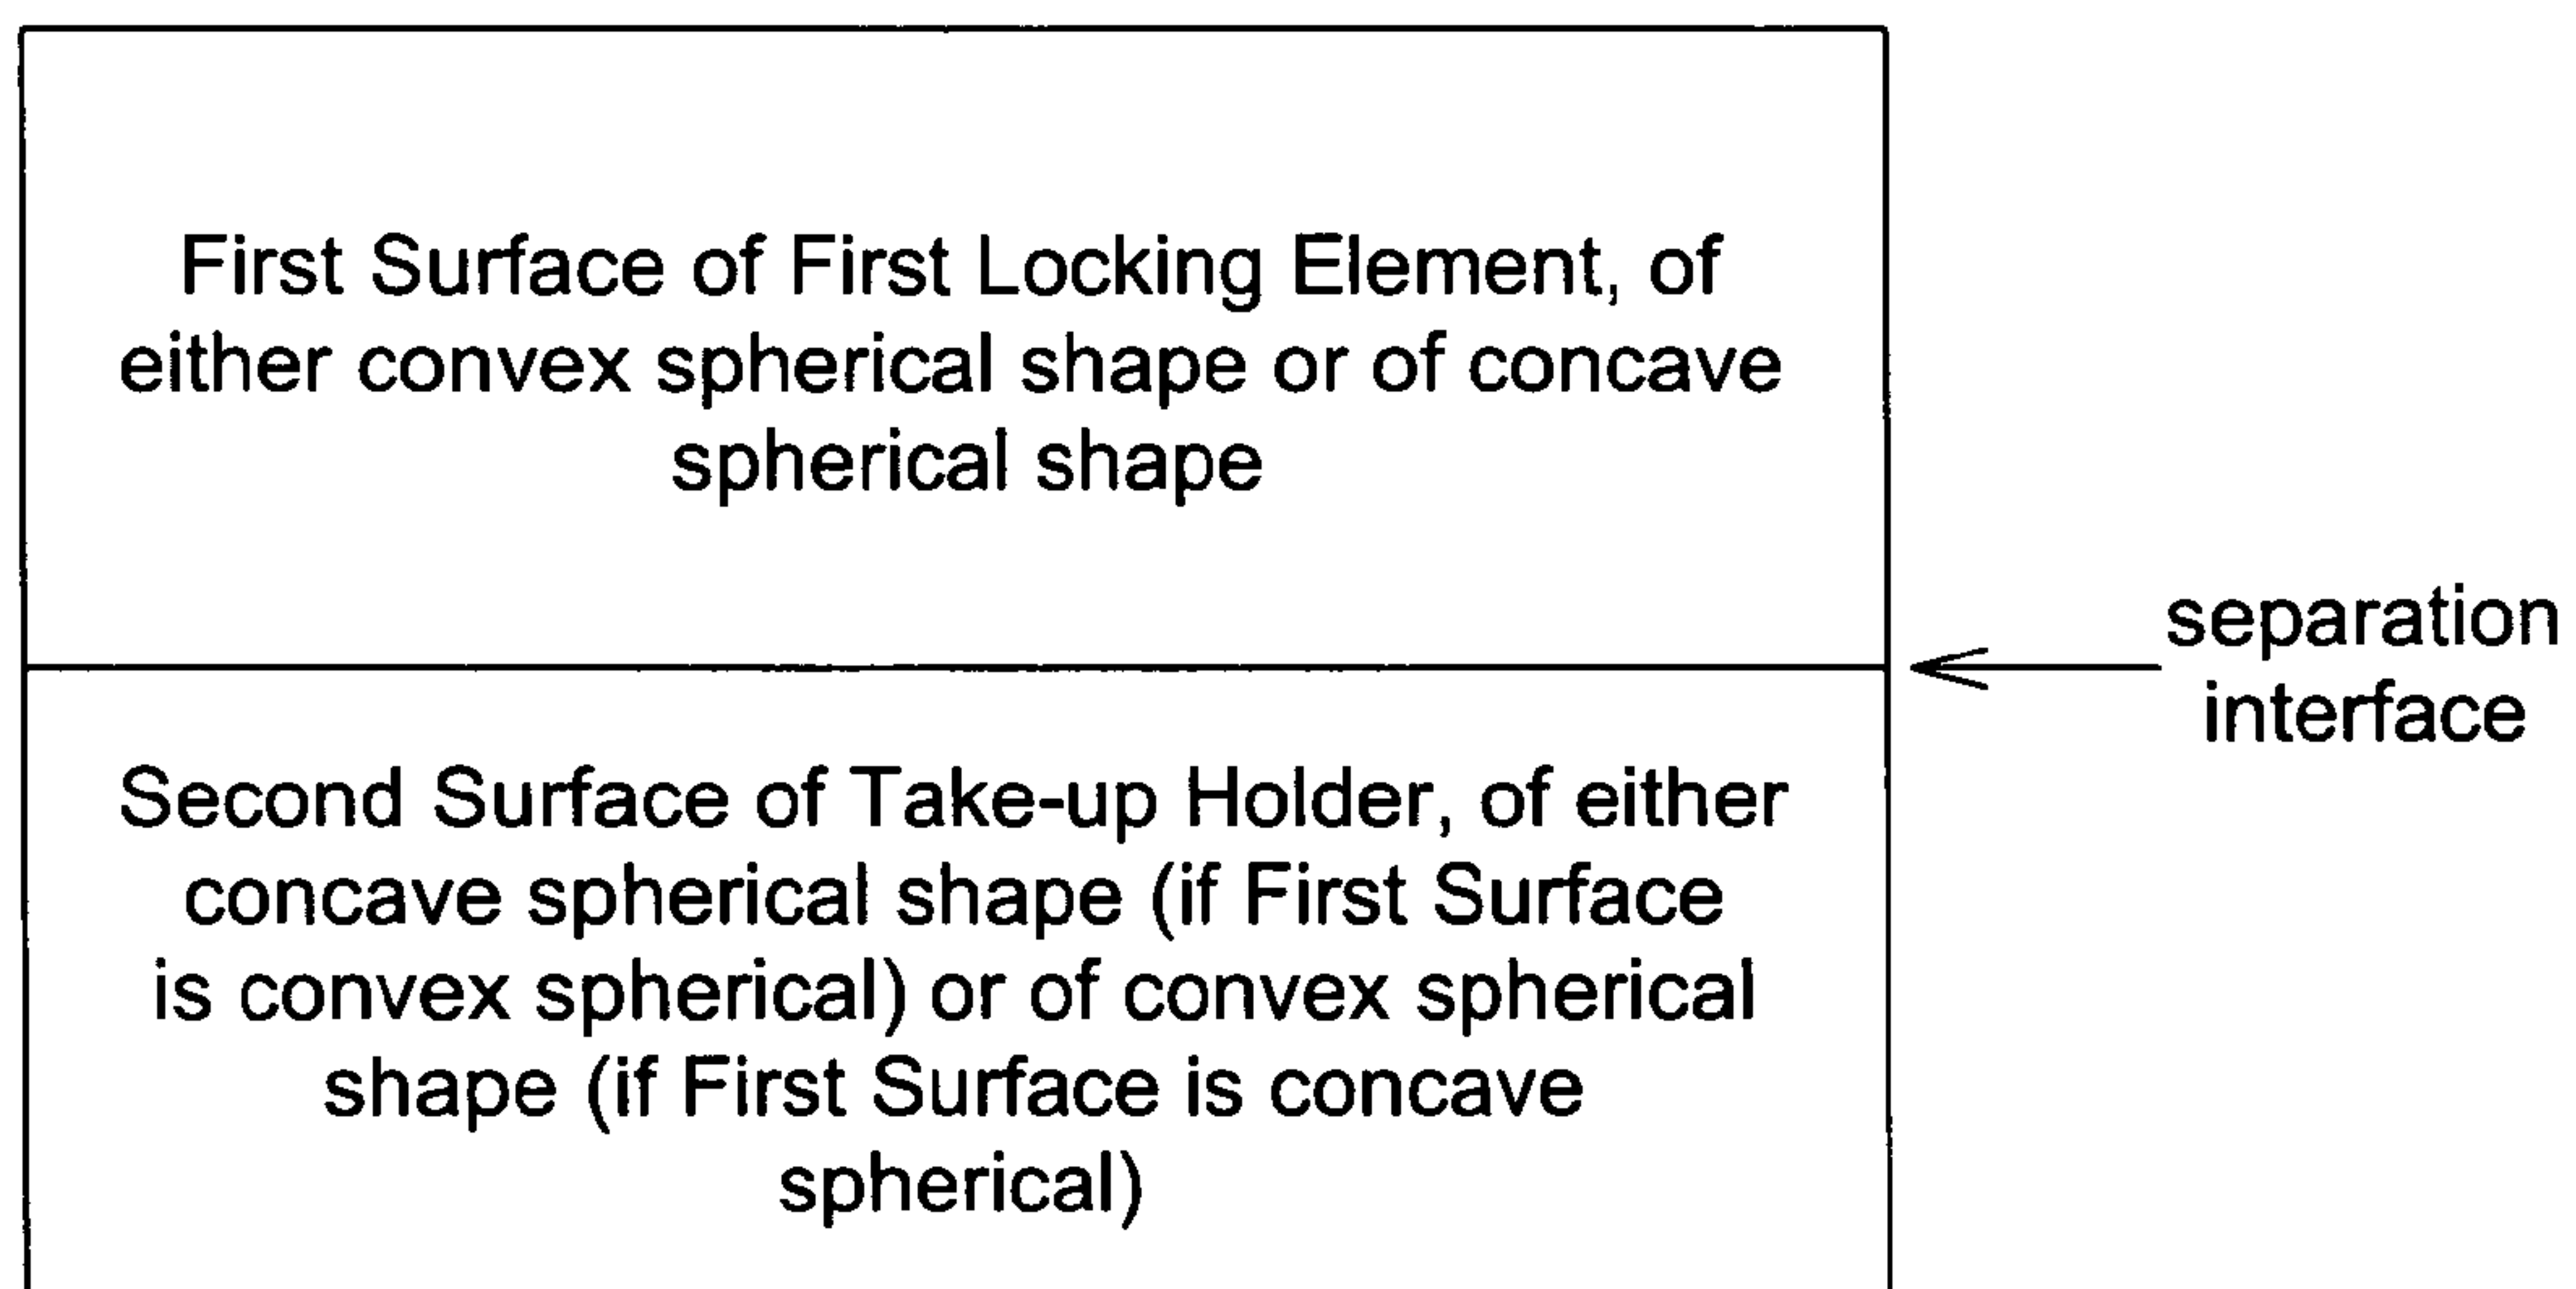 First Surface of First Locking Element, of
either convex spherical shape or of concave
spherical shape
separation
interface
Second Surface of Take-up Holder, of either
concave spherical shape (if First Surface
is convex spherical) or of convex spherical
shape (if First Surface is concave
spherical)